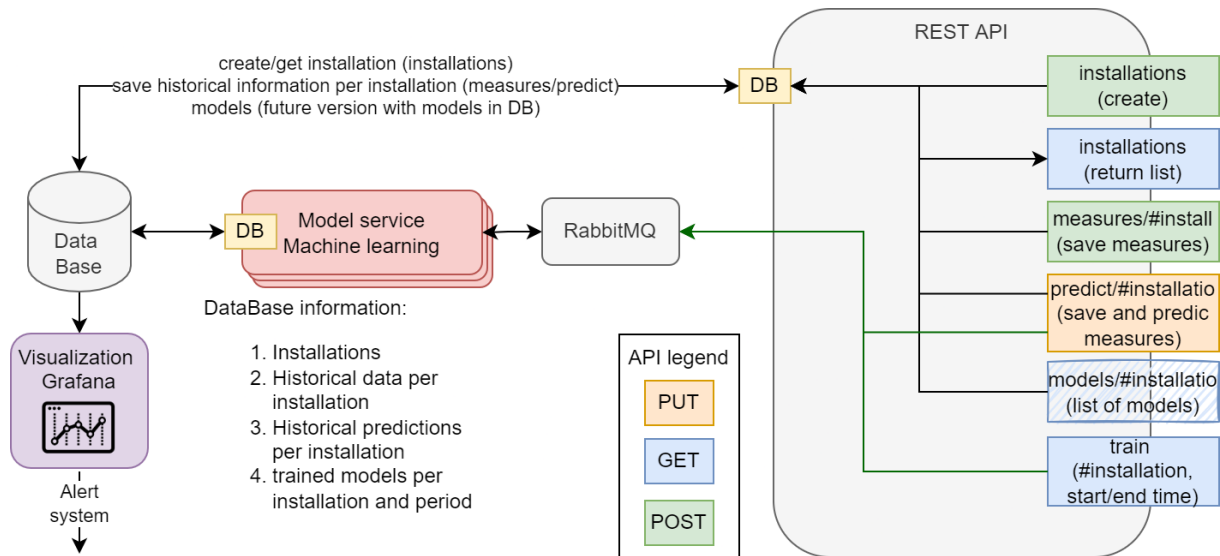 REST API
create/get installation (installations)
save historical information per installation (measures/predict)
models (future version with models in DB)
DB
installations
(create)
installations
(return list)
measures/#install
(save measures)
predict/#installatio
(save and predic
measures)
models/#installatio
(list of models)
train
(#installation,
start/end time)
Data
Base
DB
Model service
Machine learning
RabbitMQ
DataBase information:
1. Installations
2. Historical data per
installation
3. Historical predictions
per installation
4. trained models per
installation and period
Visualization
Grafana
Alert
system
API legend
PUT
GET
POST